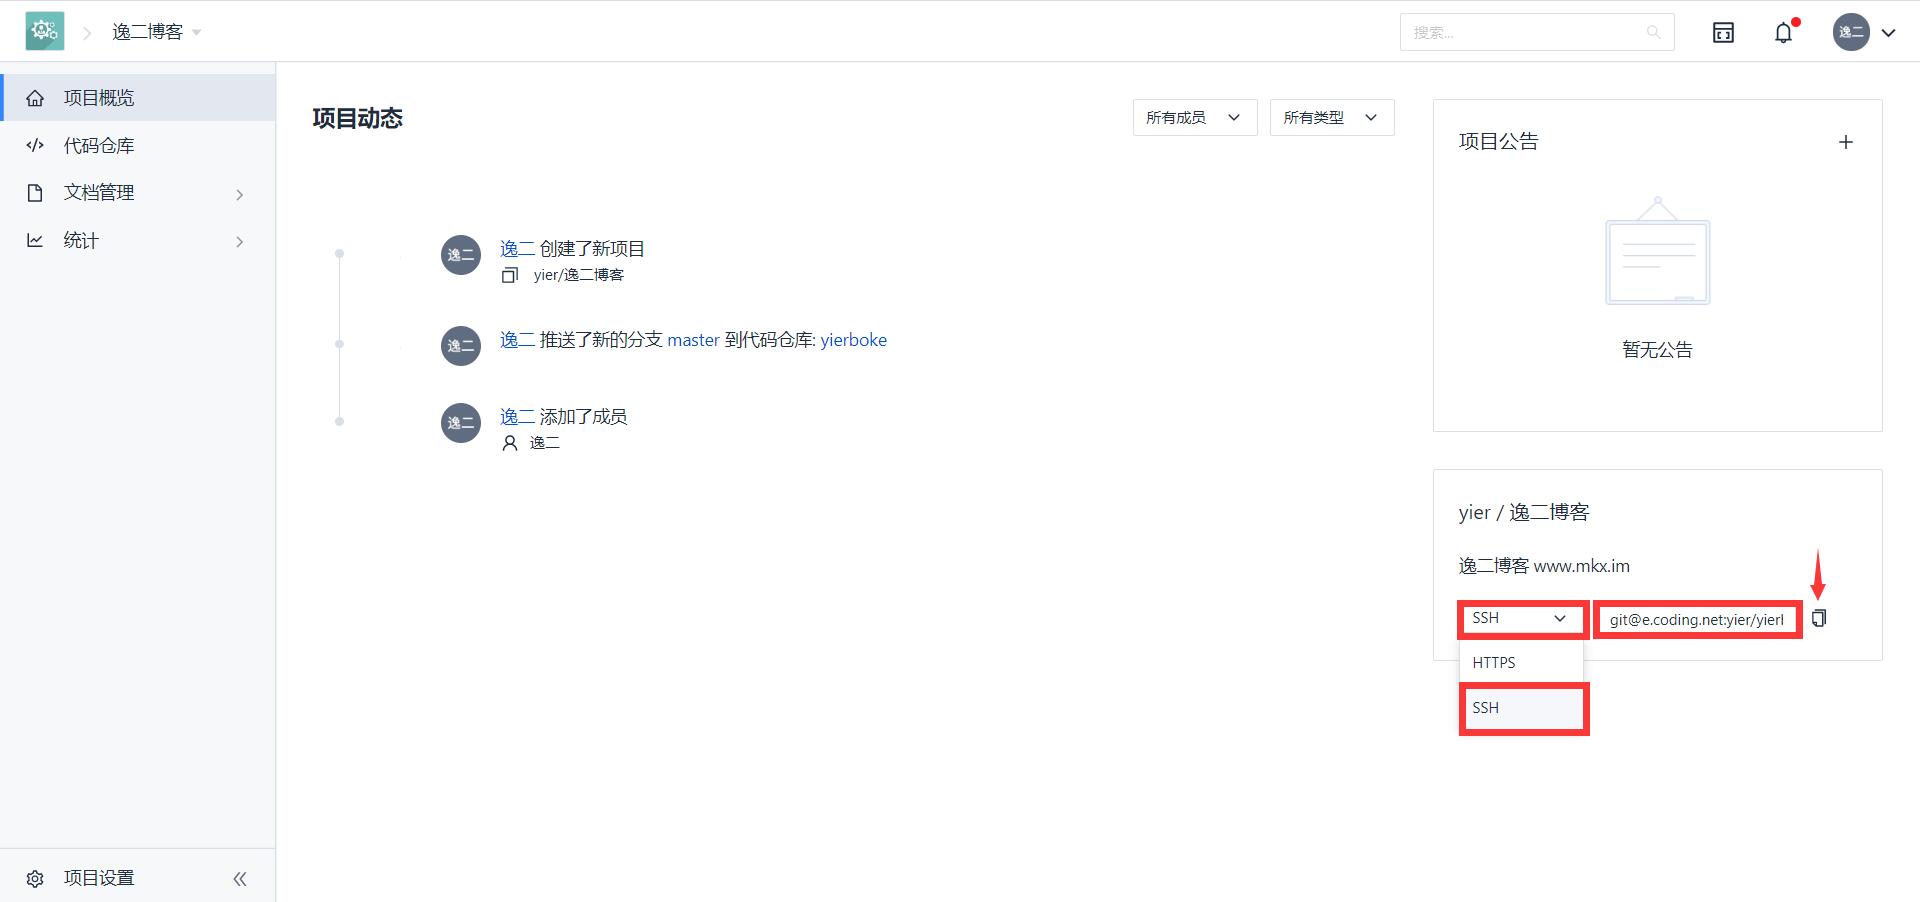 逸二博客
搜索...
逸二
项目概览
代码仓库
文档管理
统计
项目设置
项目动态
所有成员
所有类型
逸二
逸二 创建了新项目
yier/逸二博客
逸二
逸二 推送了新的分支 master 到代码仓库: yierboke
逸二
逸二 添加了成员
逸二
项目公告
暂无公告
yier / 逸二博客
逸二博客 www.mkx.im
SSH
git@e.coding.net:yier/yierl
HTTPS
SSH